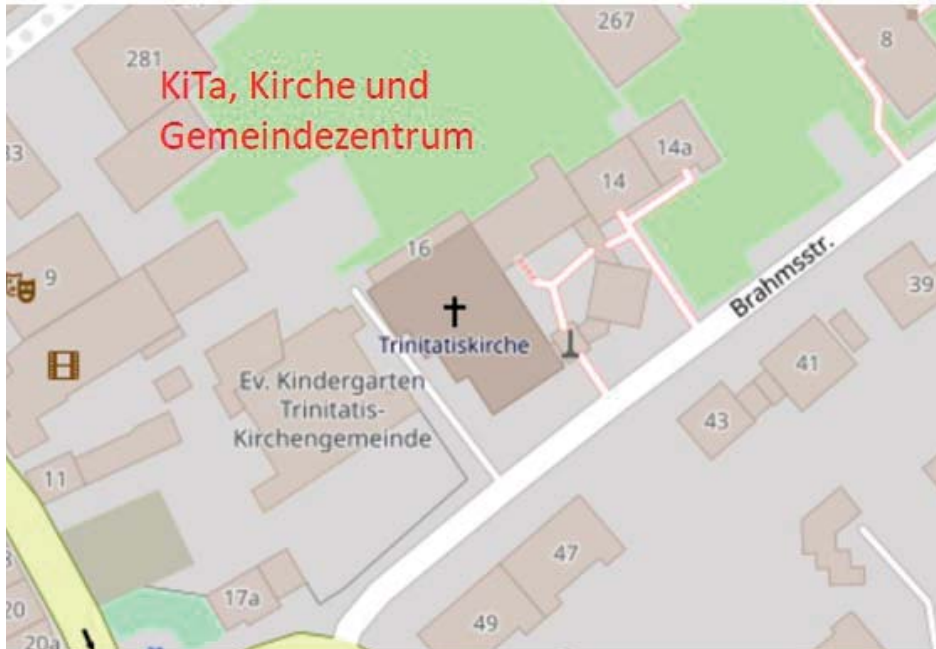 281
267
8
KiTa, Kirche und
Gemeindezentrum
14a
14
16
9
Brahmsstr.
39
Trinitatiskirche
41
Ev. Kindergarten
Trinitatis-
Kirchengemeinde
43
11
47
17a
49
20
20a